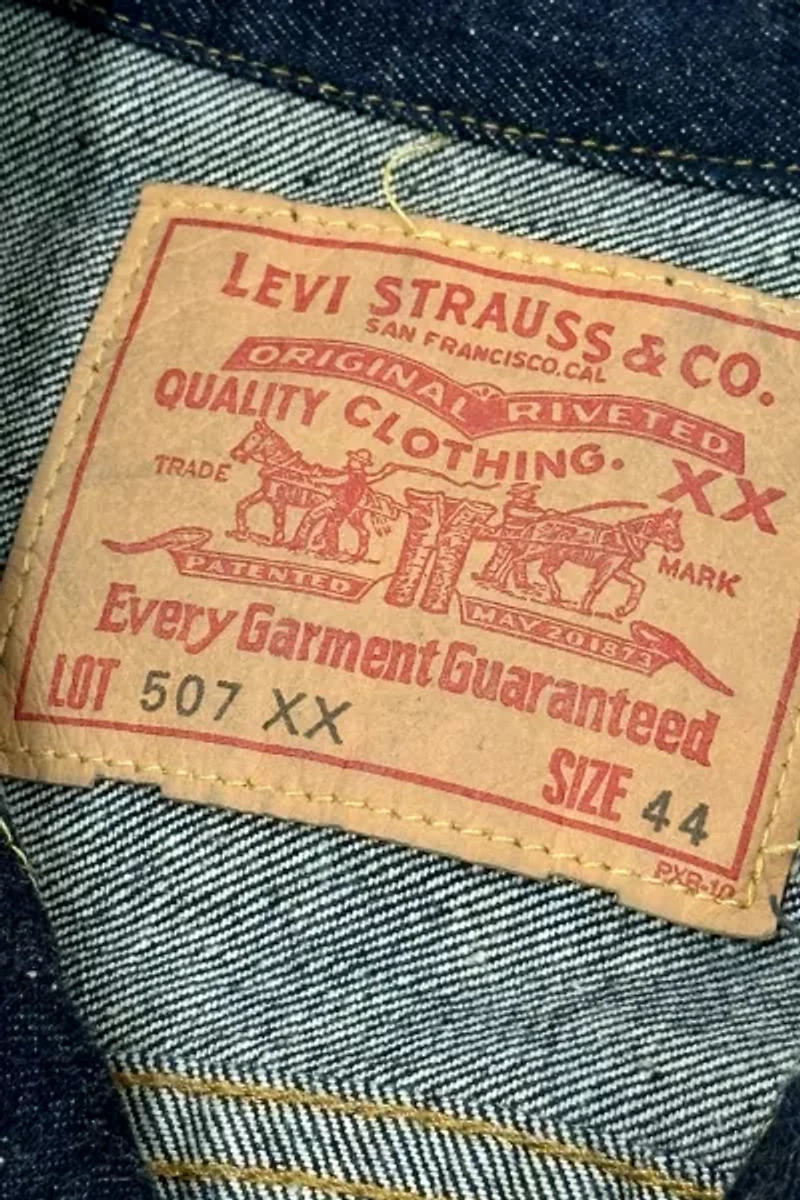 LEVI STRAUSS & CO.
SAN FRANCISCO.CAL
ORIGINAL RIVETED
QUALITY CLOTHING.
XX
TRADE MARK
PATENTED MAY 20 1873
Every Garment Guaranteed
LOT 507 XX
SIZE 44
PXB-10